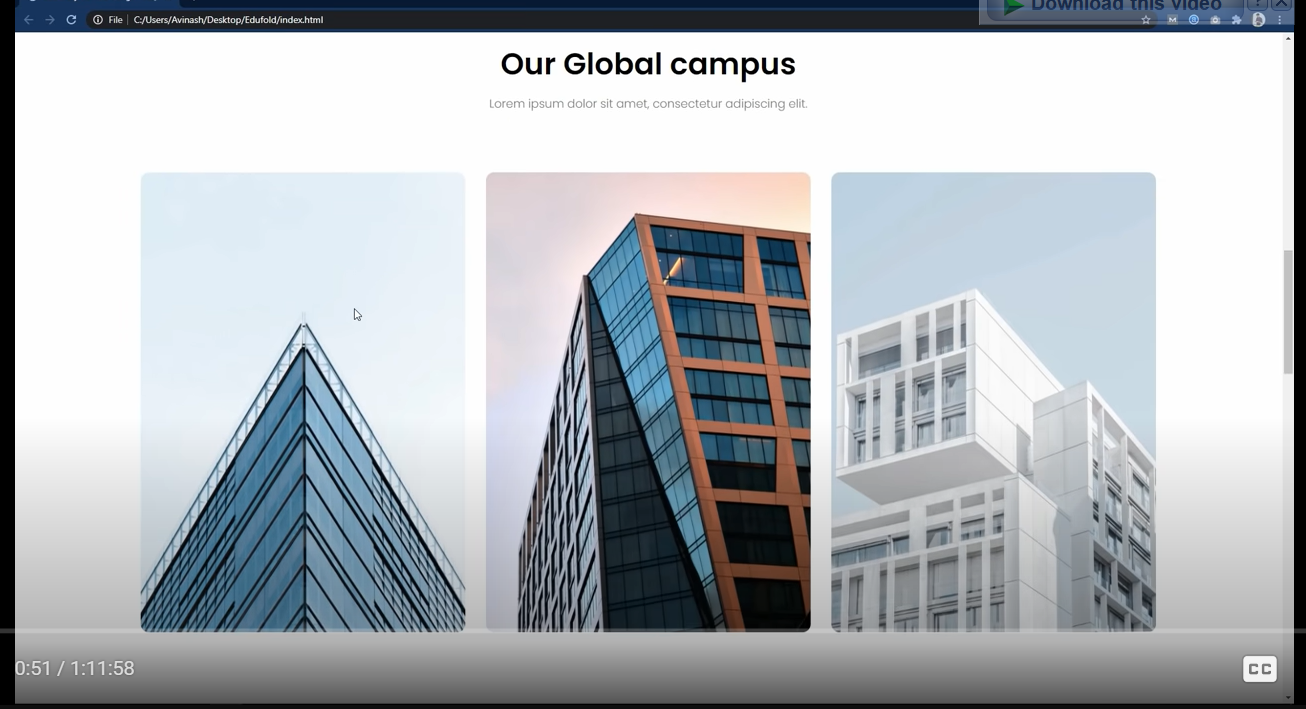 Download this video
File C:/Users/Avinash/Desktop/Edufold/index.html
Our Global campus
Lorem ipsum dolor sit amet, consectetur adipiscing elit.
0:51 / 1:11:58
CC